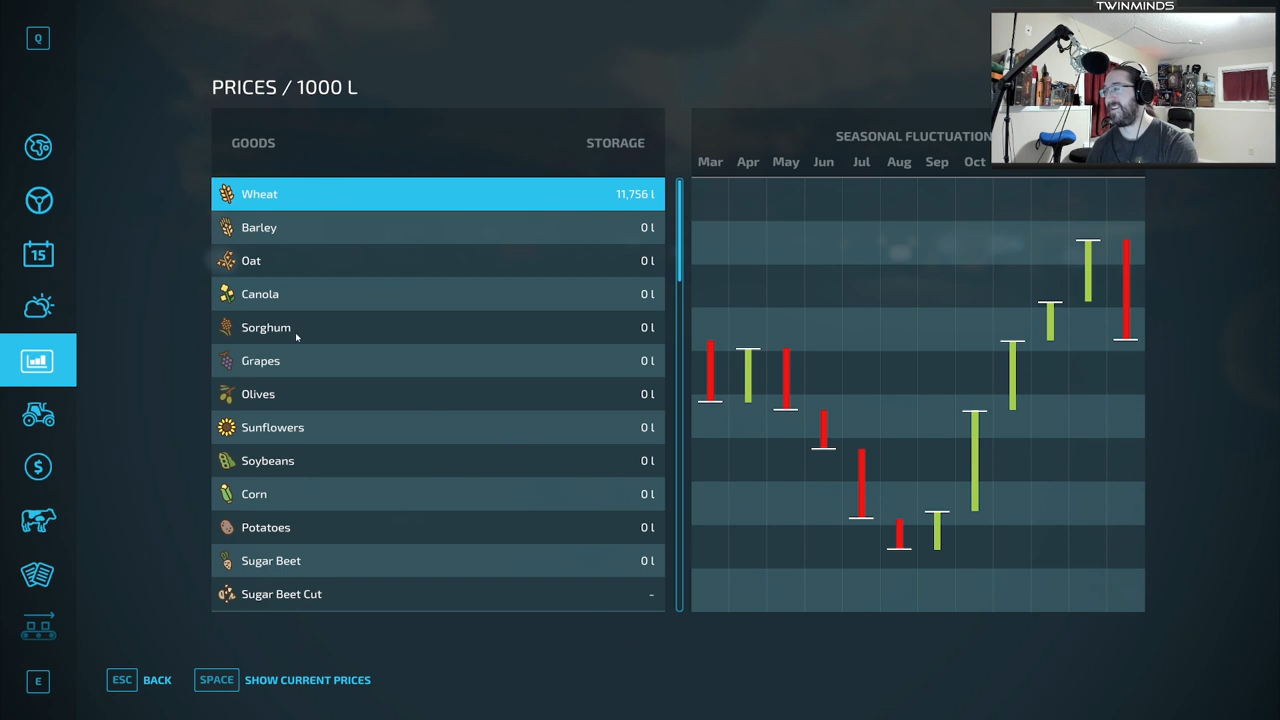 TWINMINDS
Q
PRICES / 1000 L
GOODS STORAGE
SEASONAL FLUCTUATION
Mar Apr May Jun Jul Aug Sep Oct
Wheat 11,756 l
Barley 0 l
Oat 0 l
15
Canola 0 l
Sorghum 0 l
Grapes 0 l
Olives 0 l
Sunflowers 0 l
Soybeans 0 l
$
Corn 0 l
Potatoes 0 l
Sugar Beet 0 l
Sugar Beet Cut -
E
ESC BACK SPACE SHOW CURRENT PRICES